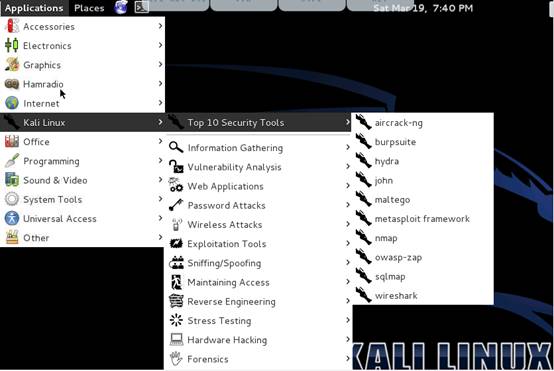 Applications Places Sat Mar 19, 7:40 PM
Accessories
Electronics
Graphics
Hamradio
Internet
Kali Linux
Office
Programming
Sound & Video
System Tools
Universal Access
Other
Top 10 Security Tools
Information Gathering
Vulnerability Analysis
Web Applications
Password Attacks
Wireless Attacks
Exploitation Tools
Sniffing/Spoofing
Maintaining Access
Reverse Engineering
Stress Testing
Hardware Hacking
Forensics
aircrack-ng
burpsuite
hydra
john
maltego
metasploit framework
nmap
owasp-zap
sqlmap
wireshark
KALI LINUX